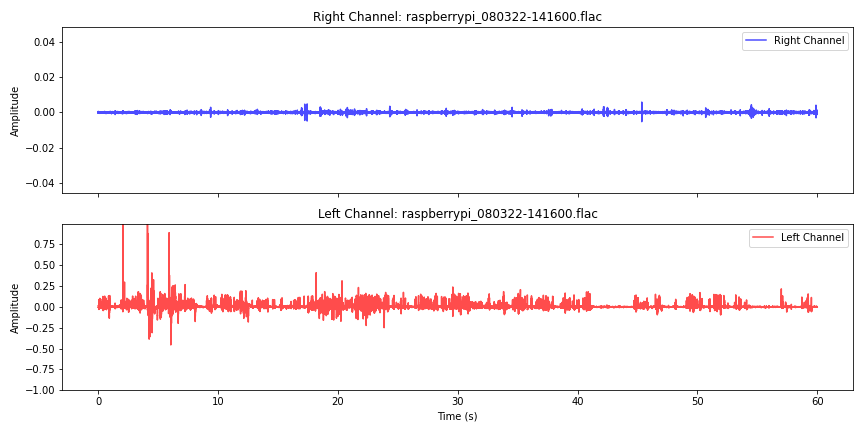 Right Channel: raspberrypi_080322-141600.flac
Right Channel
Amplitude
0.04
0.02
0.00
−0.02
−0.04
Left Channel: raspberrypi_080322-141600.flac
Left Channel
Amplitude
0.75
0.50
0.25
0.00
−0.25
−0.50
−0.75
−1.00
0 10 20 30 40 50 60
Time (s)